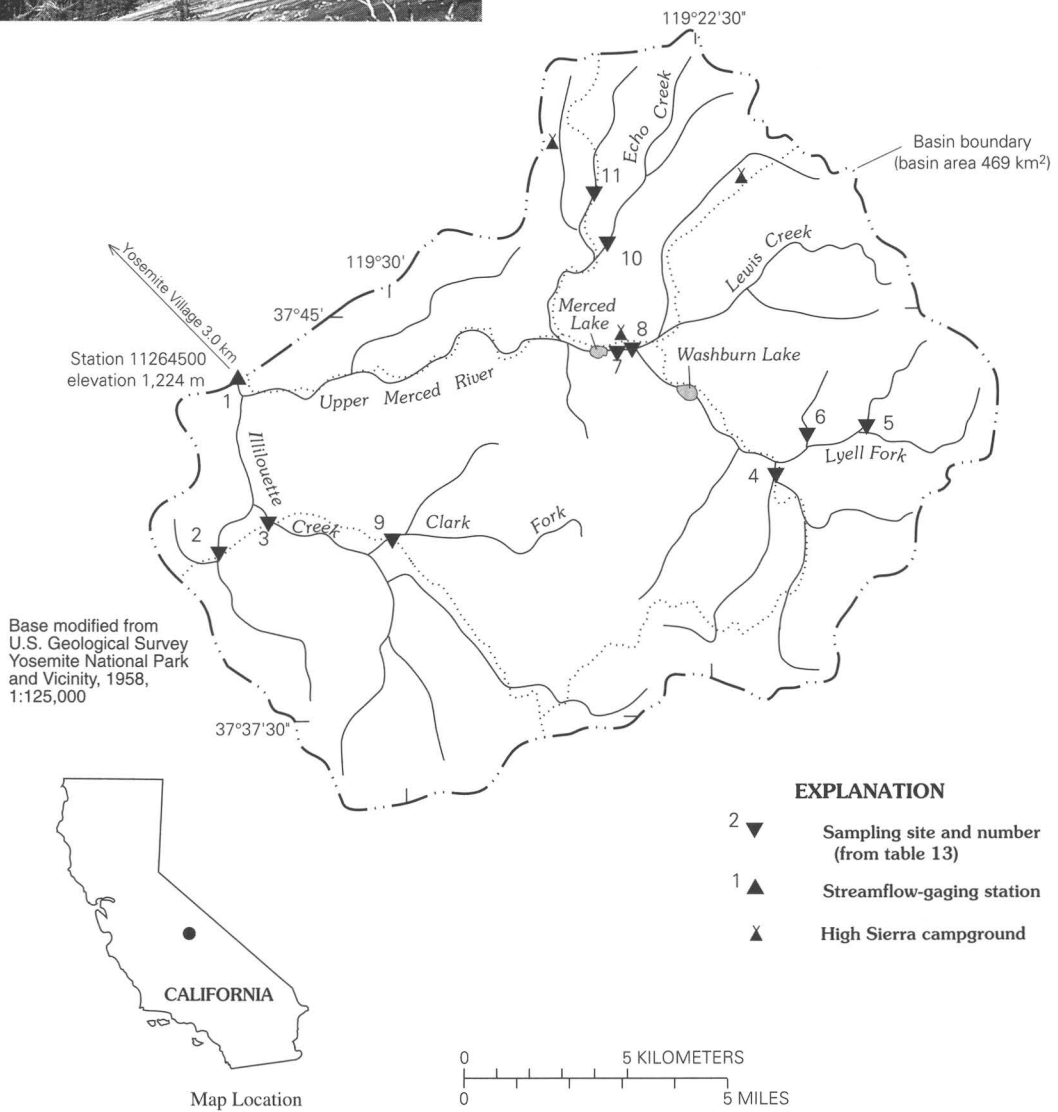 119°22'30"
Echo Creek
Basin boundary
(basin area 469 km²)
11
10
Yosemite Village 3.0 km
119°30'
37°45'
Lewis Creek
Merced
Lake
8
7
Washburn Lake
Station 11264500
elevation 1,224 m
1
Upper Merced River
6
5
Lyell Fork
4
Illilouette
Creek
2
3
9
Clark
Fork
Base modified from
U.S. Geological Survey
Yosemite National Park
and Vicinity, 1958,
1:125,000
37°37'30"
EXPLANATION
2 Sampling site and number
(from table 13)
1 Streamflow-gaging station
High Sierra campground
CALIFORNIA
Map Location
0 5 KILOMETERS
0 5 MILES